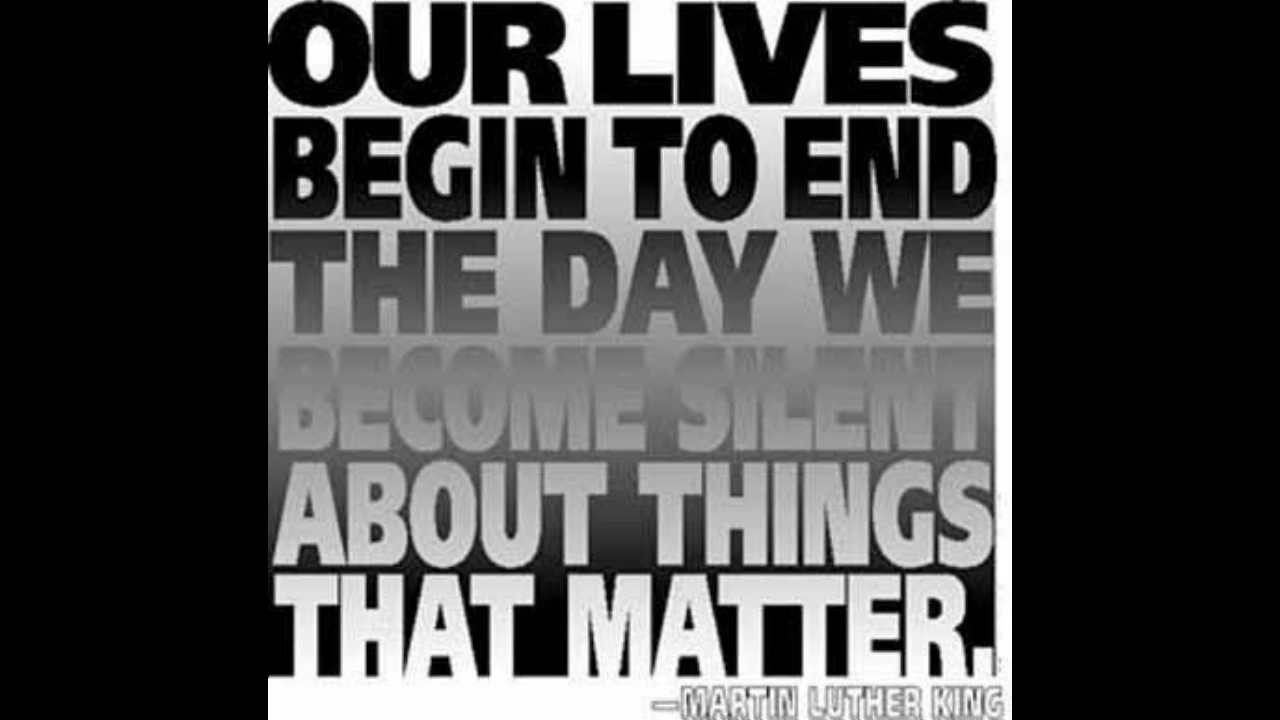 OUR LIVES
BEGIN TO END
THE DAY WE
BECOME SILENT
ABOUT THINGS
THAT MATTER.
—MARTIN LUTHER KING